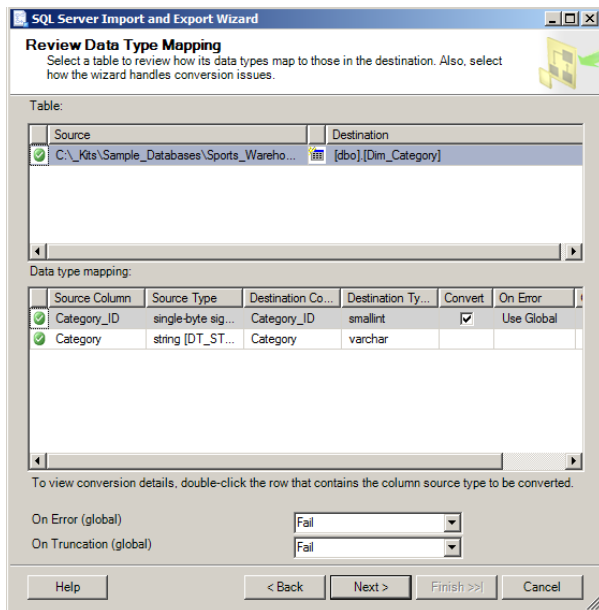 SQL Server Import and Export Wizard
Review Data Type Mapping
Select a table to review how its data types map to those in the destination. Also, select
how the wizard handles conversion issues.
Table:
Source Destination
C:\_Kits\Sample_Databases\Sports_Wareho... [dbo].[Dim_Category]
Data type mapping:
Source Column Source Type Destination Co... Destination Ty... Convert On Error
Category_ID single-byte sig... Category_ID smallint Use Global
Category string [DT_ST... Category varchar
To view conversion details, double-click the row that contains the column source type to be converted.
On Error (global) Fail
On Truncation (global) Fail
Help < Back Next > Finish >>| Cancel